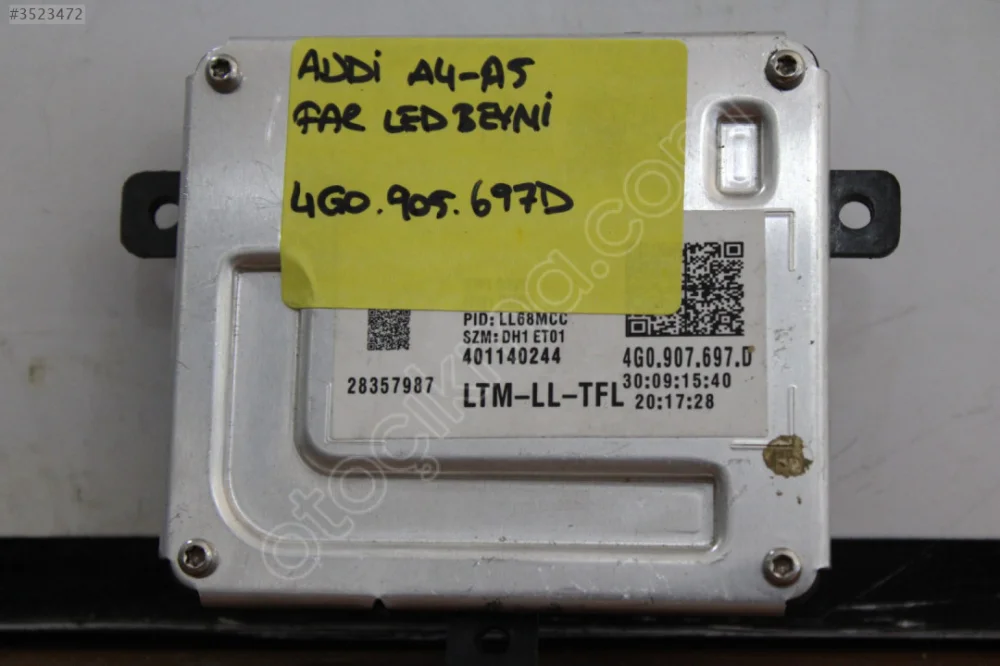 #3523472
AUDi A4-A5
FAR LED BEYNİ
4G0.905.697D
PID: LL68MCC
SZM: DH1 ET01
401140244
28357987
LTM-LL-TFL
4G0.907.697.D
30:09:15:40
20:17:28
otoçıkma.com